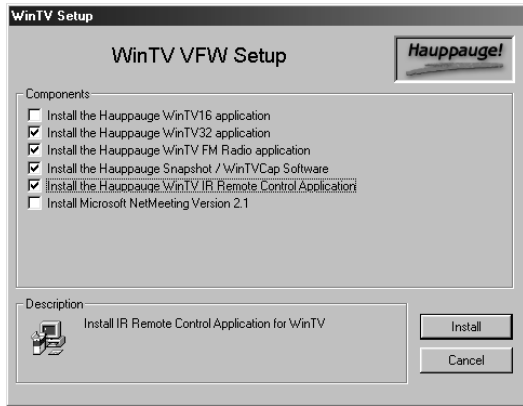 WinTV Setup
WinTV VFW Setup
Hauppauge!
Components
Install the Hauppauge WinTV16 application
Install the Hauppauge WinTV32 application
Install the Hauppauge WinTV FM Radio application
Install the Hauppauge Snapshot / WinTVCap Software
Install the Hauppauge WinTV IR Remote Control Application
Install Microsoft NetMeeting Version 2.1
Description
Install IR Remote Control Application for WinTV
Install
Cancel